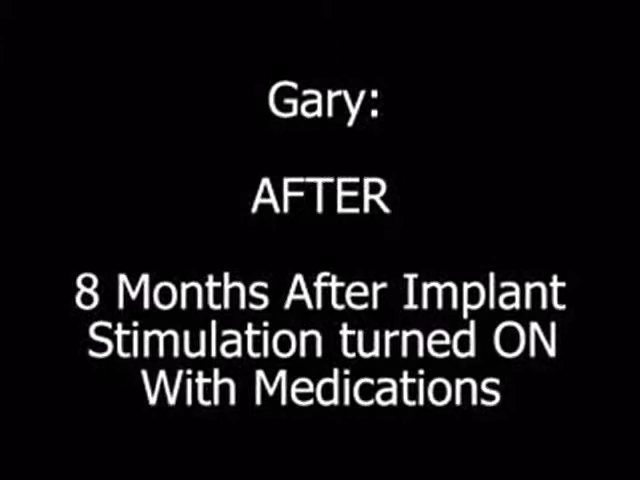 Gary:
AFTER
8 Months After Implant
Stimulation turned ON
With Medications